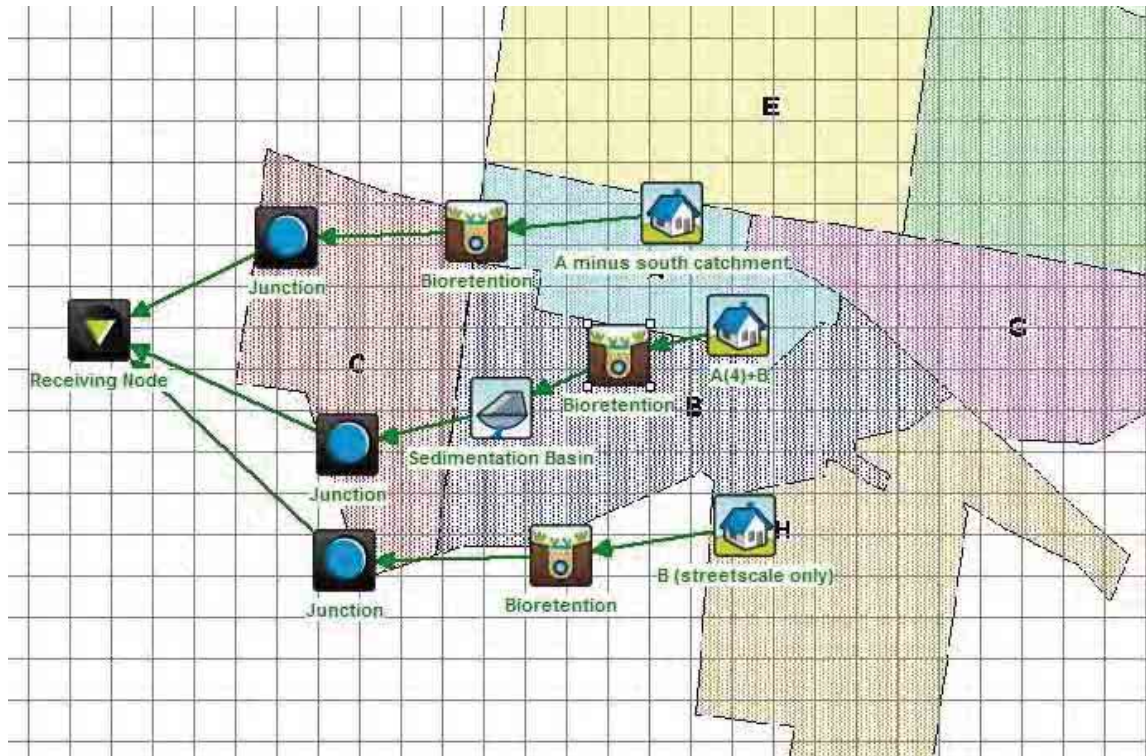 E
A minus south catchment
Bioretention
Junction
G
Receiving Node
C
A(4)+B
Bioretention
B
Sedimentation Basin
Junction
H
B (streetscale only)
Bioretention
Junction